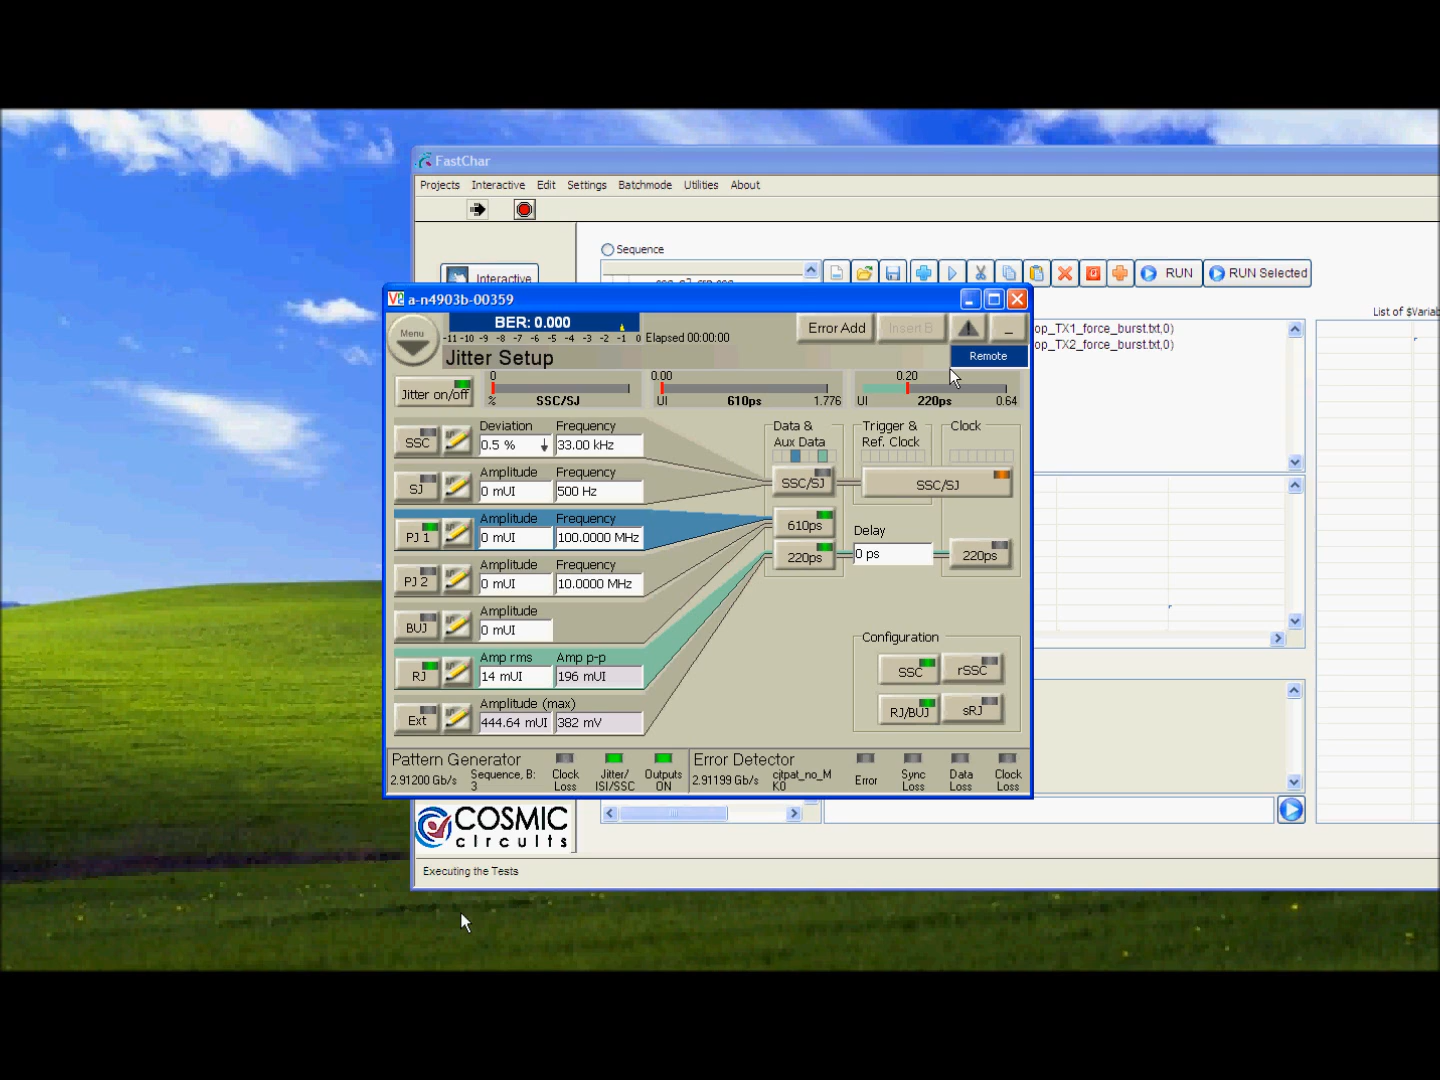 FastChar
Projects Interactive Edit Settings Batchmode Utilities About
Sequence
Interactive
RUN RUN Selected
List of $Variab
op_TX1_force_burst.txt,0)
op_TX2_force_burst.txt,0)
a-n4903b-00359
Menu
BER: 0.000
-11 -10 -9 -8 -7 -6 -5 -4 -3 -2 -1 0 Elapsed 00:00:00
Error Add Insert B _
Jitter Setup
Remote
Jitter on/off
0
% SSC/SJ
0.00
UI 610ps 1.776
0.20
UI 220ps 0.64
SSC Deviation Frequency
0.5 % 33.00 kHz
SJ Amplitude Frequency
0 mUI 500 Hz
PJ 1 Amplitude Frequency
0 mUI 100.0000 MHz
PJ 2 Amplitude Frequency
0 mUI 10.0000 MHz
BUJ Amplitude
0 mUI
RJ Amp rms Amp p-p
14 mUI 196 mUI
Ext Amplitude (max)
444.64 mUI 382 mV
Data &
Aux Data
Trigger &
Ref. Clock
Clock
SSC/SJ SSC/SJ
610ps
Delay
220ps 0 ps 220ps
Configuration
SSC rSSC
RJ/BUJ sRJ
Pattern Generator
2.91200 Gb/s
Sequence, B:
3
Clock
Loss
Jitter/
ISI/SSC
Outputs
ON
Error Detector
2.91199 Gb/s
cjtpat_no_M
K0
Error
Sync
Loss
Data
Loss
Clock
Loss
COSMIC
circuits
Executing the Tests